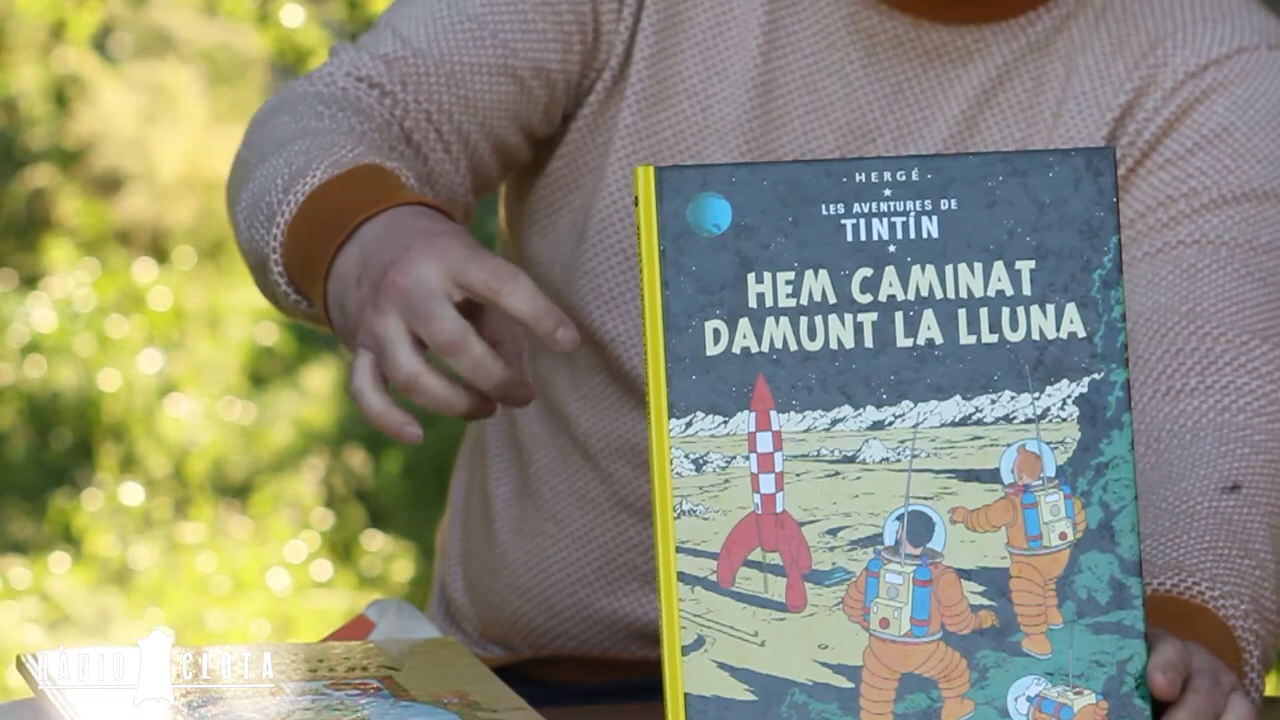 - HERGÉ -
LES AVENTURES DE
TINTÍN
HEM CAMINAT
DAMUNT LA LLUNA
RÀDIO CLOTA